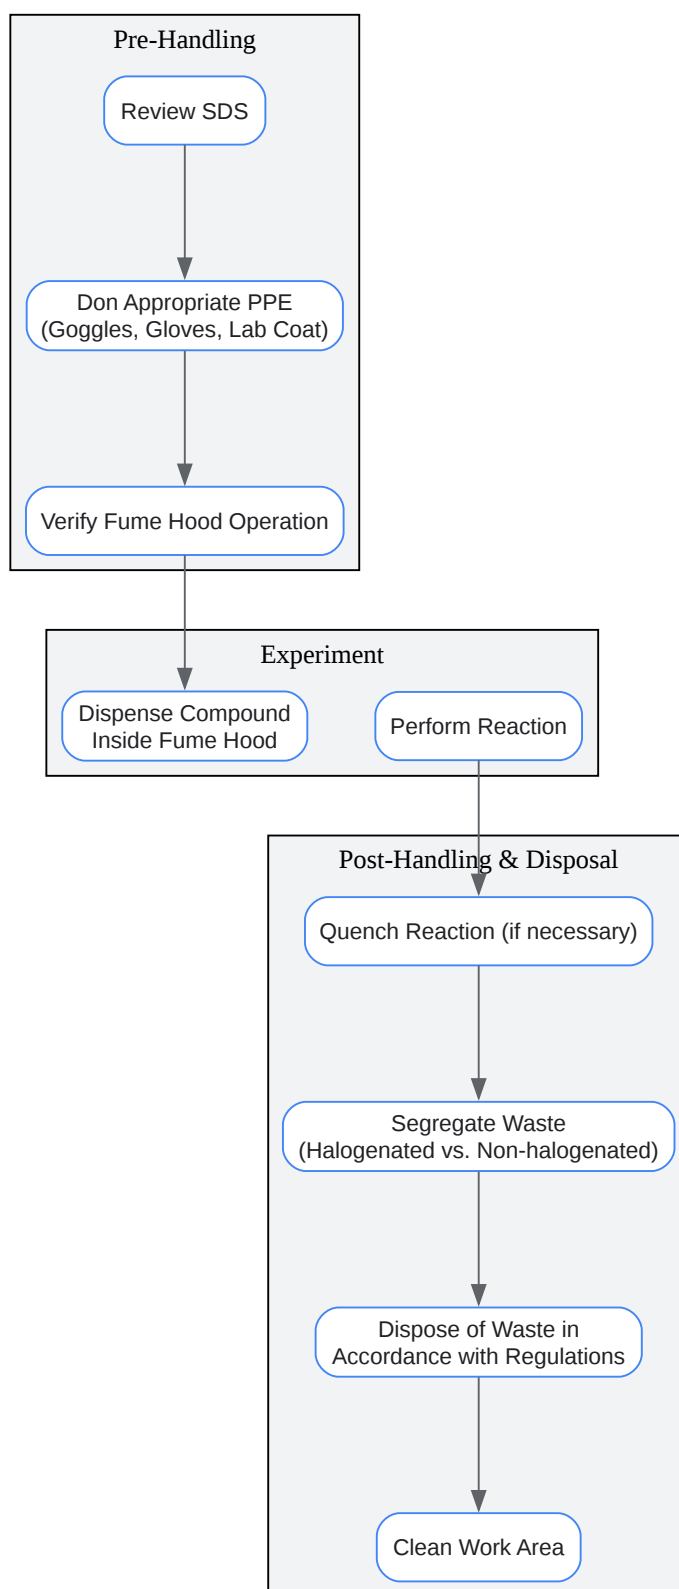 Pre-Handling
Review SDS
Don Appropriate PPE
(Goggles, Gloves, Lab Coat)
Verify Fume Hood Operation
Experiment
Dispense Compound
Inside Fume Hood
Perform Reaction
Post-Handling & Disposal
Quench Reaction (if necessary)
Segregate Waste
(Halogenated vs. Non-halogenated)
Dispose of Waste in
Accordance with Regulations
Clean Work Area